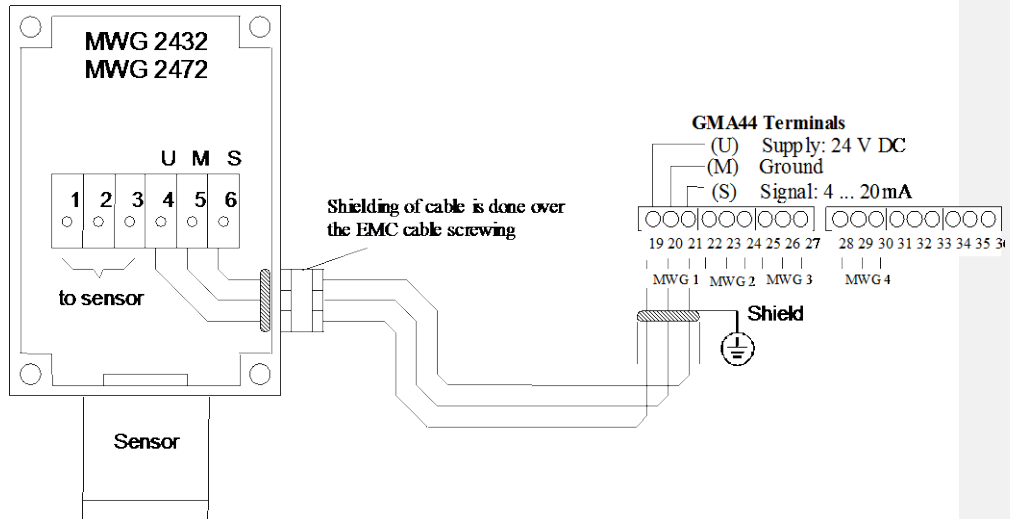 MWG 2432
MWG 2472
U M S
1 2 3 4 5 6
to sensor
Sensor
Shielding of cable is done over
the EMC cable screwing
GMA44 Terminals
(U) Supply: 24 V DC
(M) Ground
(S) Signal: 4 ... 20mA
19 20 21 22 23 24 25 26 27 28 29 30 31 32 33 34 35
MWG 1 MWG 2 MWG 3 MWG 4
Shield